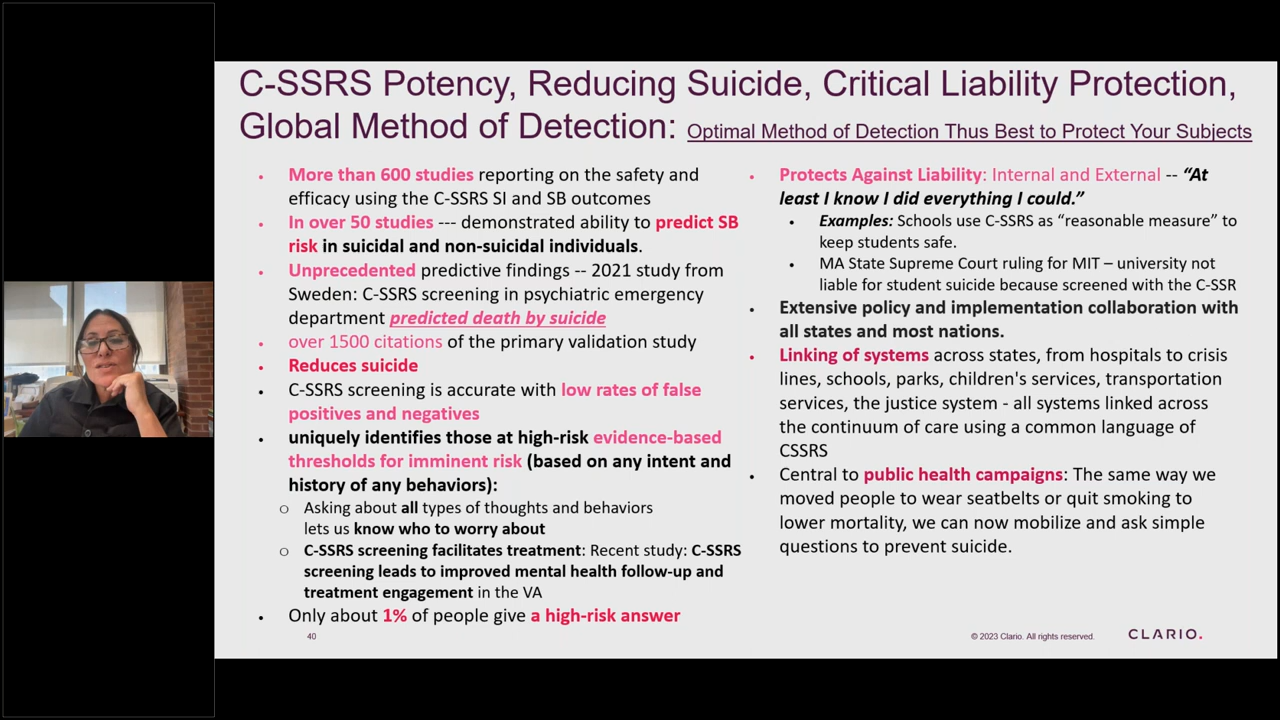 C-SSRS Potency, Reducing Suicide, Critical Liability Protection,
Global Method of Detection: Optimal Method of Detection Thus Best to Protect Your Subjects
• More than 600 studies reporting on the safety and
efficacy using the C-SSRS SI and SB outcomes
• In over 50 studies --- demonstrated ability to predict SB
risk in suicidal and non-suicidal individuals.
• Unprecedented predictive findings -- 2021 study from
Sweden: C-SSRS screening in psychiatric emergency
department predicted death by suicide
• over 1500 citations of the primary validation study
• Reduces suicide
• C-SSRS screening is accurate with low rates of false
positives and negatives
• uniquely identifies those at high-risk evidence-based
thresholds for imminent risk (based on any intent and
history of any behaviors):
o Asking about all types of thoughts and behaviors
lets us know who to worry about
o C-SSRS screening facilitates treatment: Recent study: C-SSRS
screening leads to improved mental health follow-up and
treatment engagement in the VA
• Only about 1% of people give a high-risk answer
• Protects Against Liability: Internal and External -- “At
least I know I did everything I could.”
• Examples: Schools use C-SSRS as “reasonable measure” to
keep students safe.
• MA State Supreme Court ruling for MIT – university not
liable for student suicide because screened with the C-SSR
• Extensive policy and implementation collaboration with
all states and most nations.
• Linking of systems across states, from hospitals to crisis
lines, schools, parks, children's services, transportation
services, the justice system - all systems linked across
the continuum of care using a common language of
CSSRS
• Central to public health campaigns: The same way we
moved people to wear seatbelts or quit smoking to
lower mortality, we can now mobilize and ask simple
questions to prevent suicide.
40
© 2023 Clario. All rights reserved.
CLARIO.